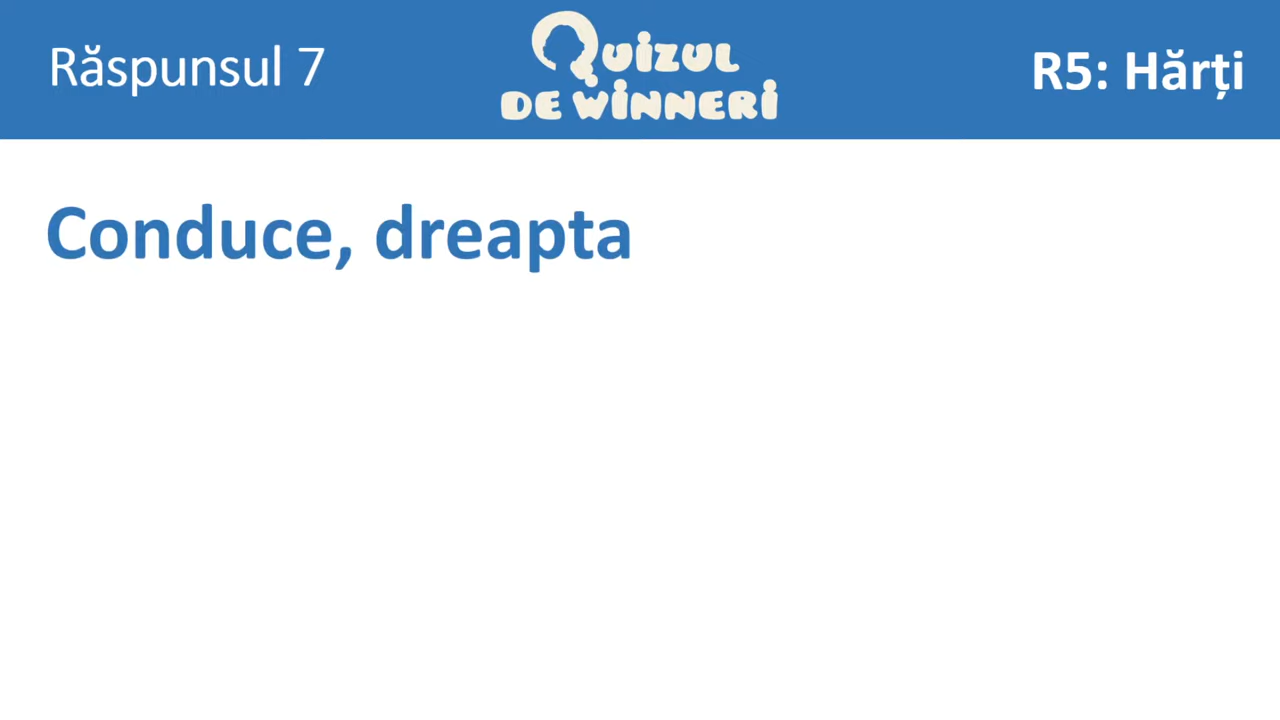 Răspunsul 7
QUIZUL
DE WINNERI
R5: Hărți
Conduce, dreapta